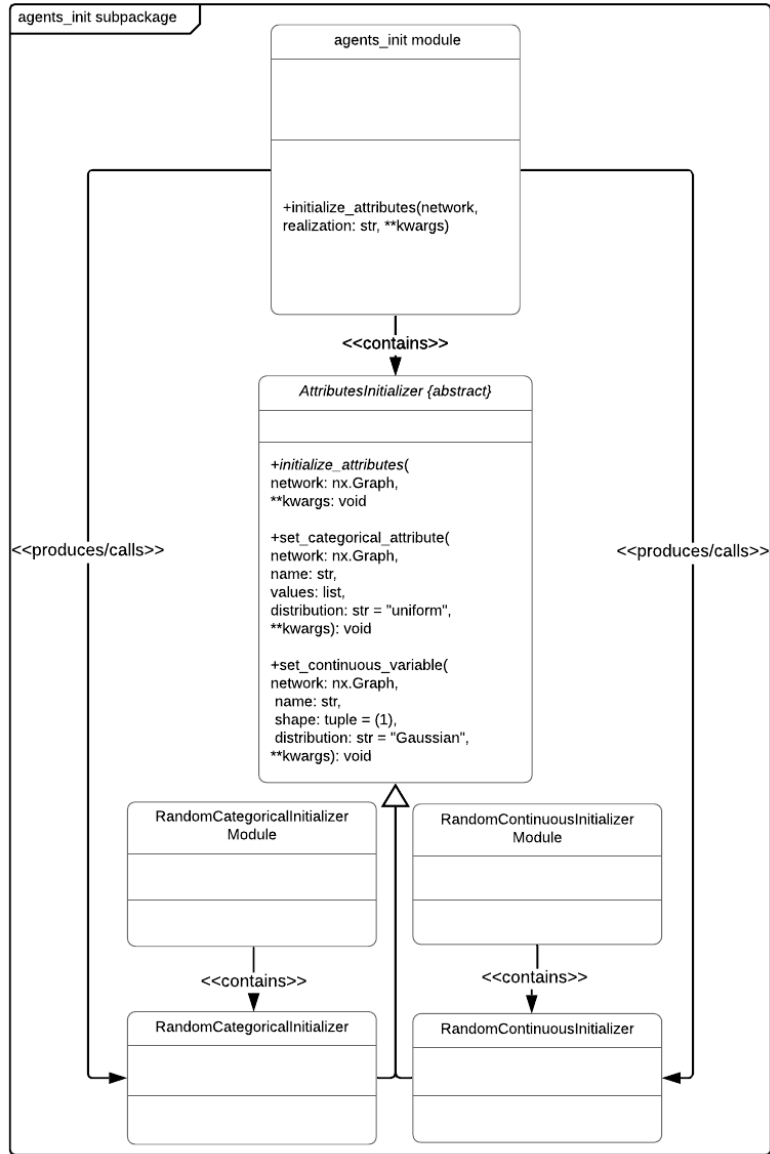 agents_init subpackage
agents_init module
+initialize_attributes(network,
realization: str, **kwargs)
<<contains>>
AttributesInitializer {abstract}
+initialize_attributes(
network: nx.Graph,
**kwargs: void
+set_categorical_attribute(
network: nx.Graph,
name: str,
values: list,
distribution: str = "uniform",
**kwargs): void
+set_continuous_variable(
network: nx.Graph,
name: str,
shape: tuple = (1),
distribution: str = "Gaussian",
**kwargs): void
<<produces/calls>>
<<produces/calls>>
RandomCategoricalInitializer
Module
RandomContinuousInitializer
Module
<<contains>>
<<contains>>
RandomCategoricalInitializer
RandomContinuousInitializer